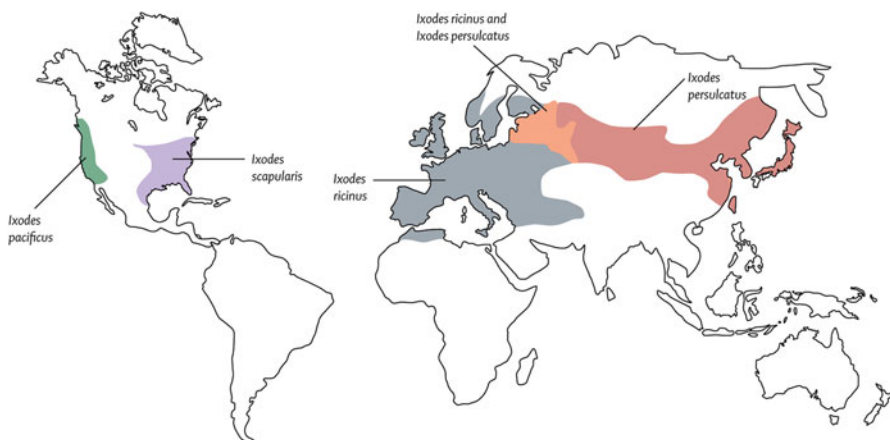 Ixodes ricinus and
Ixodes persulcatus
Ixodes
persulcatus
Ixodes
scapularis
Ixodes
ricinus
Ixodes
pacificus